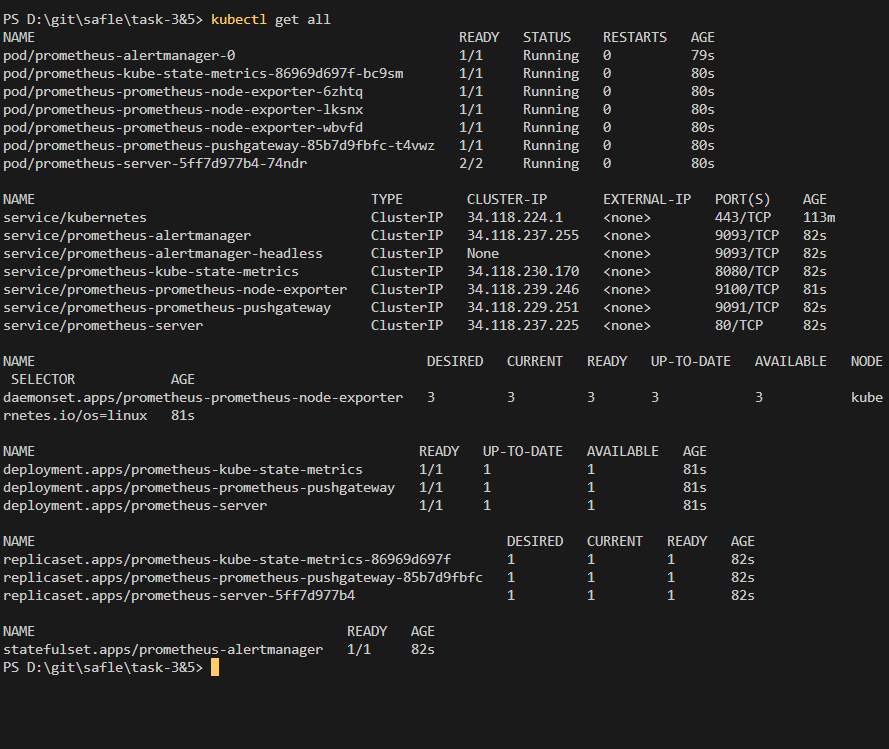 PS D:\git\safle\task-3&5> kubectl get all
NAME                                                     READY   STATUS    RESTARTS   AGE
pod/prometheus-alertmanager-0                            1/1     Running   0          79s
pod/prometheus-kube-state-metrics-86969d697f-bc9sm       1/1     Running   0          80s
pod/prometheus-prometheus-node-exporter-6zhtq            1/1     Running   0          80s
pod/prometheus-prometheus-node-exporter-lksnx            1/1     Running   0          80s
pod/prometheus-prometheus-node-exporter-wbvfd            1/1     Running   0          80s
pod/prometheus-prometheus-pushgateway-85b7d9fbfc-t4vwz   1/1     Running   0          80s
pod/prometheus-server-5ff7d977b4-74ndr                   2/2     Running   0          80s

NAME                                          TYPE        CLUSTER-IP       EXTERNAL-IP   PORT(S)    AGE
service/kubernetes                            ClusterIP   34.118.224.1     <none>        443/TCP    113m
service/prometheus-alertmanager               ClusterIP   34.118.237.255   <none>        9093/TCP   82s
service/prometheus-alertmanager-headless      ClusterIP   None             <none>        9093/TCP   82s
service/prometheus-kube-state-metrics         ClusterIP   34.118.230.170   <none>        8080/TCP   82s
service/prometheus-prometheus-node-exporter   ClusterIP   34.118.239.246   <none>        9100/TCP   81s
service/prometheus-prometheus-pushgateway     ClusterIP   34.118.229.251   <none>        9091/TCP   82s
service/prometheus-server                     ClusterIP   34.118.237.225   <none>        80/TCP     82s

NAME                                                 DESIRED   CURRENT   READY   UP-TO-DATE   AVAILABLE   NODE
 SELECTOR            AGE
daemonset.apps/prometheus-prometheus-node-exporter   3         3         3       3            3           kube
rnetes.io/os=linux   81s

NAME                                                READY   UP-TO-DATE   AVAILABLE   AGE
deployment.apps/prometheus-kube-state-metrics       1/1     1            1           81s
deployment.apps/prometheus-prometheus-pushgateway   1/1     1            1           81s
deployment.apps/prometheus-server                   1/1     1            1           81s

NAME                                                           DESIRED   CURRENT   READY   AGE
replicaset.apps/prometheus-kube-state-metrics-86969d697f       1         1         1       82s
replicaset.apps/prometheus-prometheus-pushgateway-85b7d9fbfc   1         1         1       82s
replicaset.apps/prometheus-server-5ff7d977b4                   1         1         1       82s

NAME                                       READY   AGE
statefulset.apps/prometheus-alertmanager   1/1     82s
PS D:\git\safle\task-3&5>